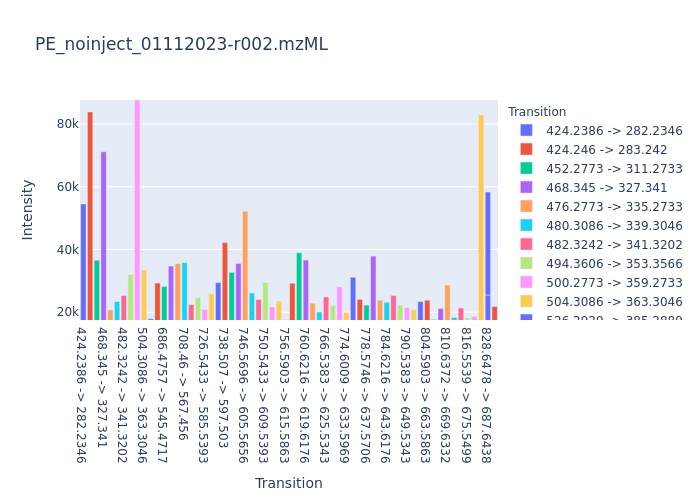 PE_noinject_01112023-r002.mzML
Transition
80k
60k
40k
20k
Intensity
424.2386 -> 282.2346
424.246 -> 283.242
452.2773 -> 311.2733
468.345 -> 327.341
476.2773 -> 335.2733
480.3086 -> 339.3046
482.3242 -> 341.3202
494.3606 -> 353.3566
500.2773 -> 359.2733
504.3086 -> 363.3046
424.2386 -> 282.2346
468.345 -> 327.341
482.3242 -> 341.3202
504.3086 -> 363.3046
686.4757 -> 545.4717
708.46 -> 567.456
726.5433 -> 585.5393
738.507 -> 597.503
746.5696 -> 605.5656
750.5433 -> 609.5393
756.5903 -> 615.5863
760.6216 -> 619.6176
766.5383 -> 625.5343
774.6009 -> 633.5969
778.5746 -> 637.5706
784.6216 -> 643.6176
790.5383 -> 649.5343
804.5903 -> 663.5863
810.6372 -> 669.6332
816.5539 -> 675.5499
828.6478 -> 687.6438
Transition